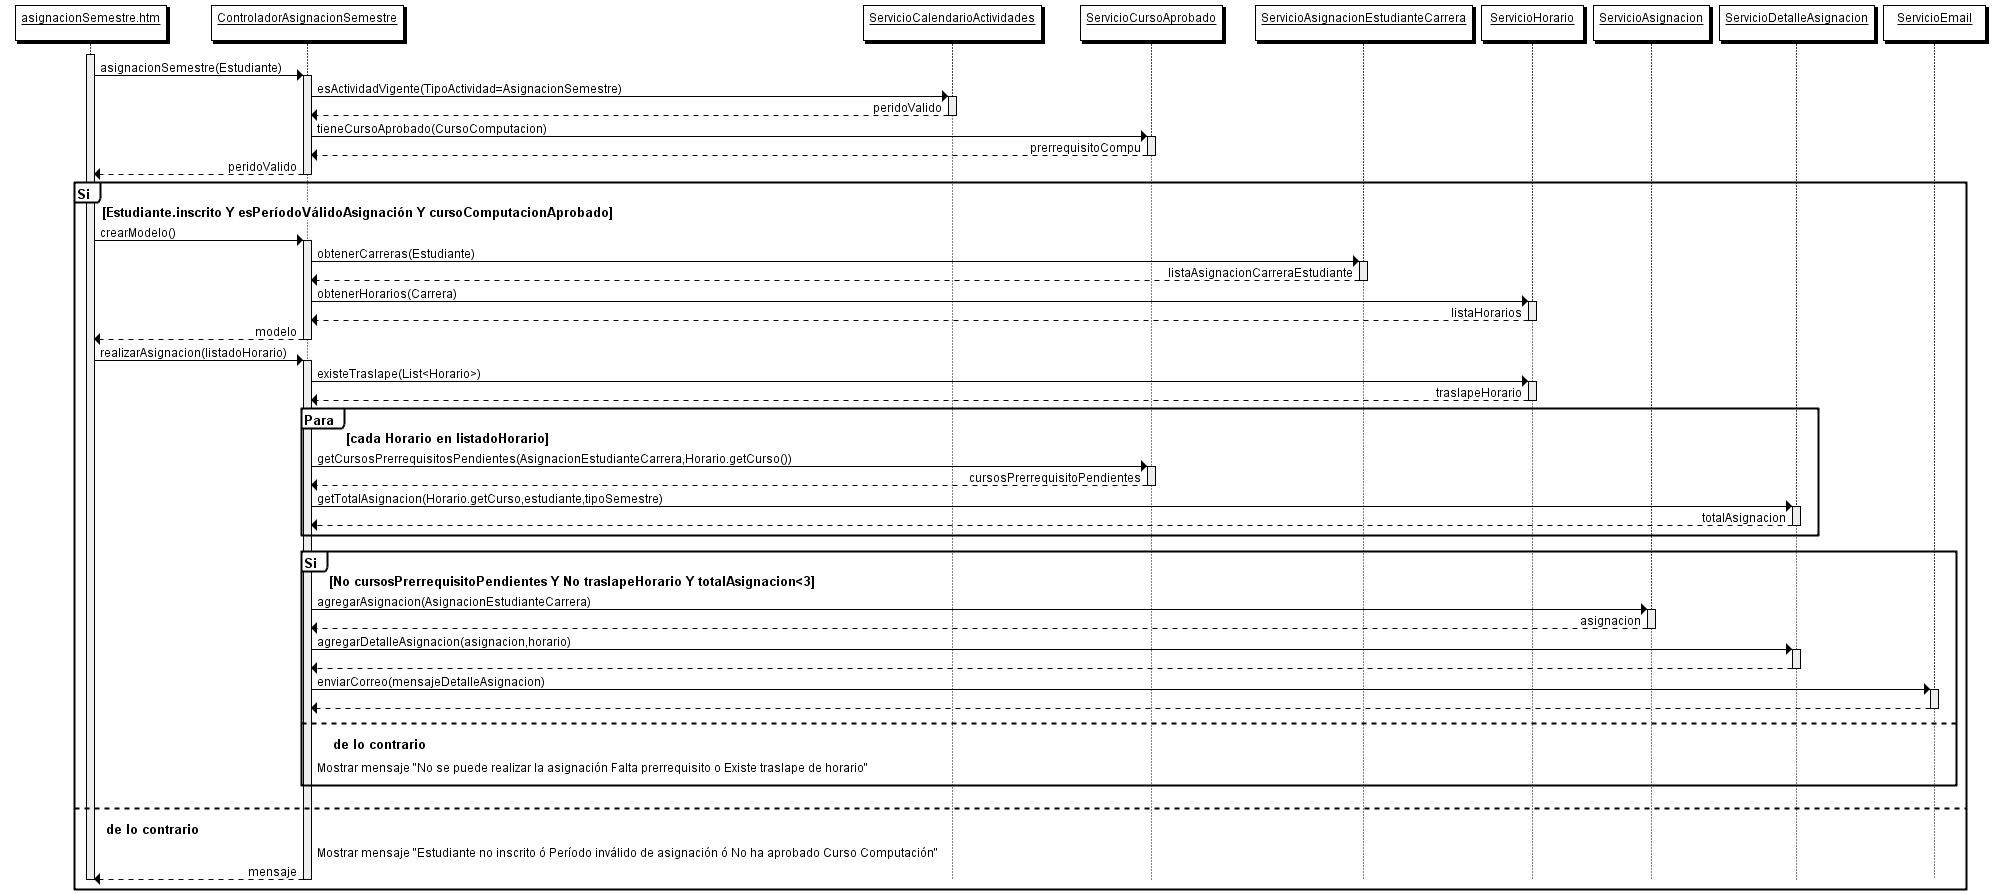 asignacionSemestre.htm
ControladorAsignacionSemestre
ServicioCalendarioActividades
ServicioCursoAprobado
ServicioAsignacionEstudianteCarrera
ServicioHorario
ServicioAsignacion
ServicioDetalleAsignacion
ServicioEmail
asignacionSemestre(Estudiante)
esActividadVigente(TipoActividad=AsignacionSemestre)
peridoValido
tieneCursoAprobado(CursoComputacion)
prerrequisitoCompu
peridoValido
Si
[Estudiante.inscrito Y esPeríodoVálidoAsignación Y cursoComputacionAprobado]
crearModelo()
obtenerCarreras(Estudiante)
listaAsignacionCarreraEstudiante
obtenerHorarios(Carrera)
listaHorarios
modelo
realizarAsignacion(listadoHorario)
existeTraslape(List<Horario>)
traslapeHorario
Para
[cada Horario en listadoHorario]
getCursosPrerrequisitosPendientes(AsignacionEstudianteCarrera,Horario.getCurso())
cursosPrerrequisitoPendientes
getTotalAsignacion(Horario.getCurso,estudiante,tipoSemestre)
totalAsignacion
Si
[No cursosPrerrequisitoPendientes Y No traslapeHorario Y totalAsignacion<3]
agregarAsignacion(AsignacionEstudianteCarrera)
asignacion
agregarDetalleAsignacion(asignacion,horario)
enviarCorreo(mensajeDetalleAsignacion)
de lo contrario
Mostrar mensaje "No se puede realizar la asignación Falta prerrequisito o Existe traslape de horario"
de lo contrario
Mostrar mensaje "Estudiante no inscrito ó Período inválido de asignación ó No ha aprobado Curso Computación"
mensaje